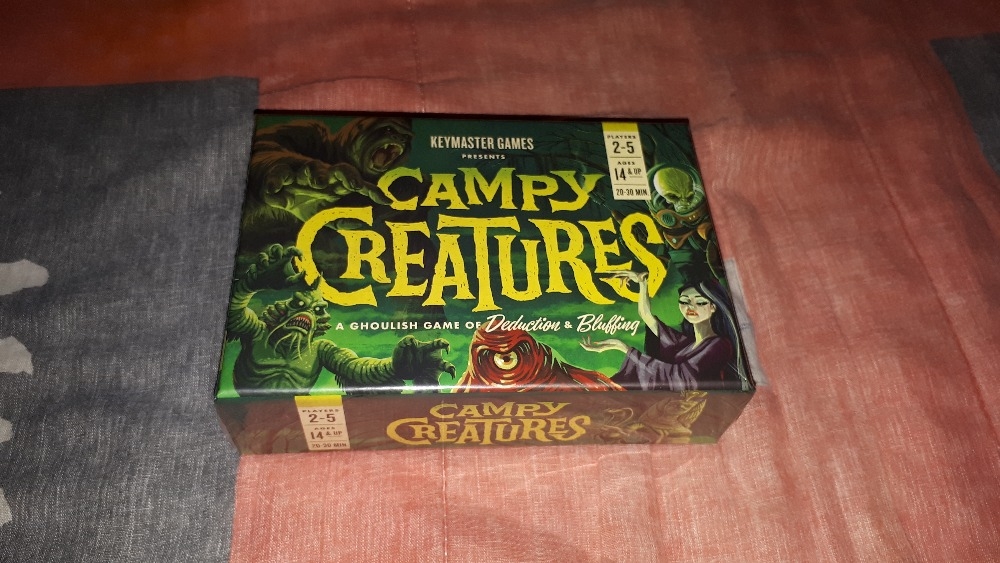 KEYMASTER GAMES
PRESENTS
CAMPY
CREATURES
A GHOULISH GAME OF Deduction & Bluffing
PLAYERS
2-5
AGES
14 & UP
20-30 MIN
PLAYERS
2-5
AGES
14 & UP
20-30 MIN
CAMPY
CREATURES